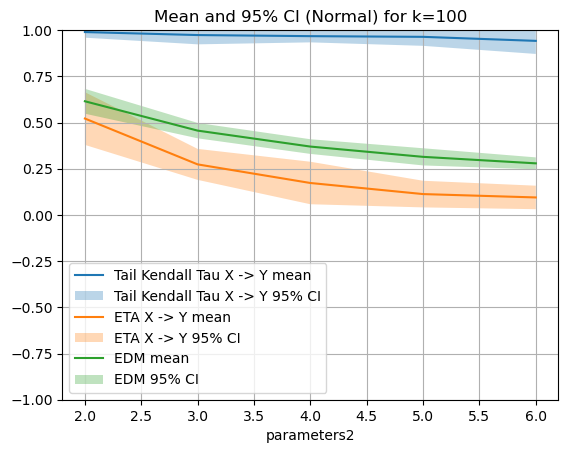 Mean and 95% CI (Normal) for k=100
1.00
0.75
0.50
0.25
0.00
−0.25
−0.50
−0.75
−1.00
Tail Kendall Tau X -> Y mean
Tail Kendall Tau X -> Y 95% CI
ETA X -> Y mean
ETA X -> Y 95% CI
EDM mean
EDM 95% CI
2.0 2.5 3.0 3.5 4.0 4.5 5.0 5.5 6.0
parameters2